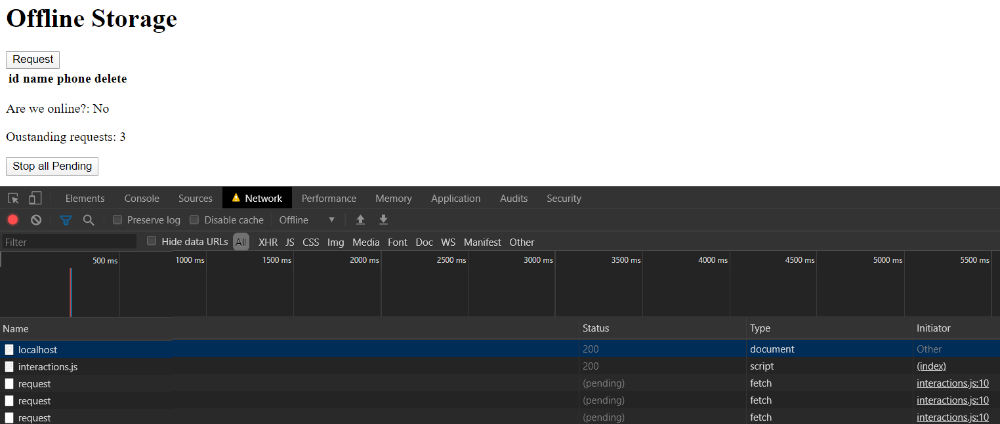 Offline Storage
Request
id name phone delete
Are we online?: No
Oustanding requests: 3
Stop all Pending
Elements Console Sources Network Performance Memory Application Audits Security
Preserve log Disable cache Offline
Filter Hide data URLs All XHR JS CSS Img Media Font Doc WS Manifest Other
500 ms 1000 ms 1500 ms 2000 ms 2500 ms 3000 ms 3500 ms 4000 ms 4500 ms 5000 ms 5500 ms
Name Status Type Initiator
localhost 200 document Other
interactions.js 200 script (index)
request (pending) fetch interactions.js:10
request (pending) fetch interactions.js:10
request (pending) fetch interactions.js:10